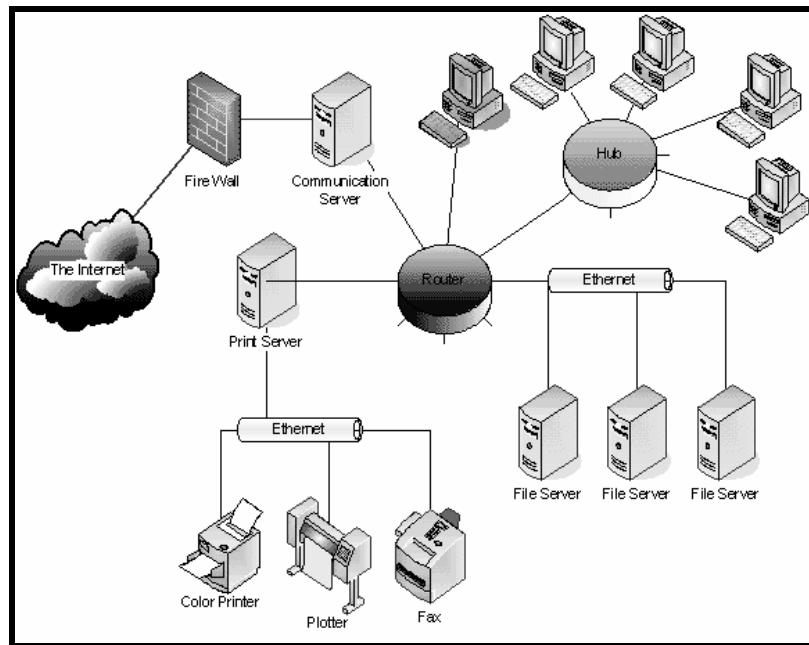 Hub
Fire Wall
Communication
Server
The Internet
Router
Ethernet
Print Server
Ethernet
File Server
File Server
File Server
Color Printer
Plotter
Fax